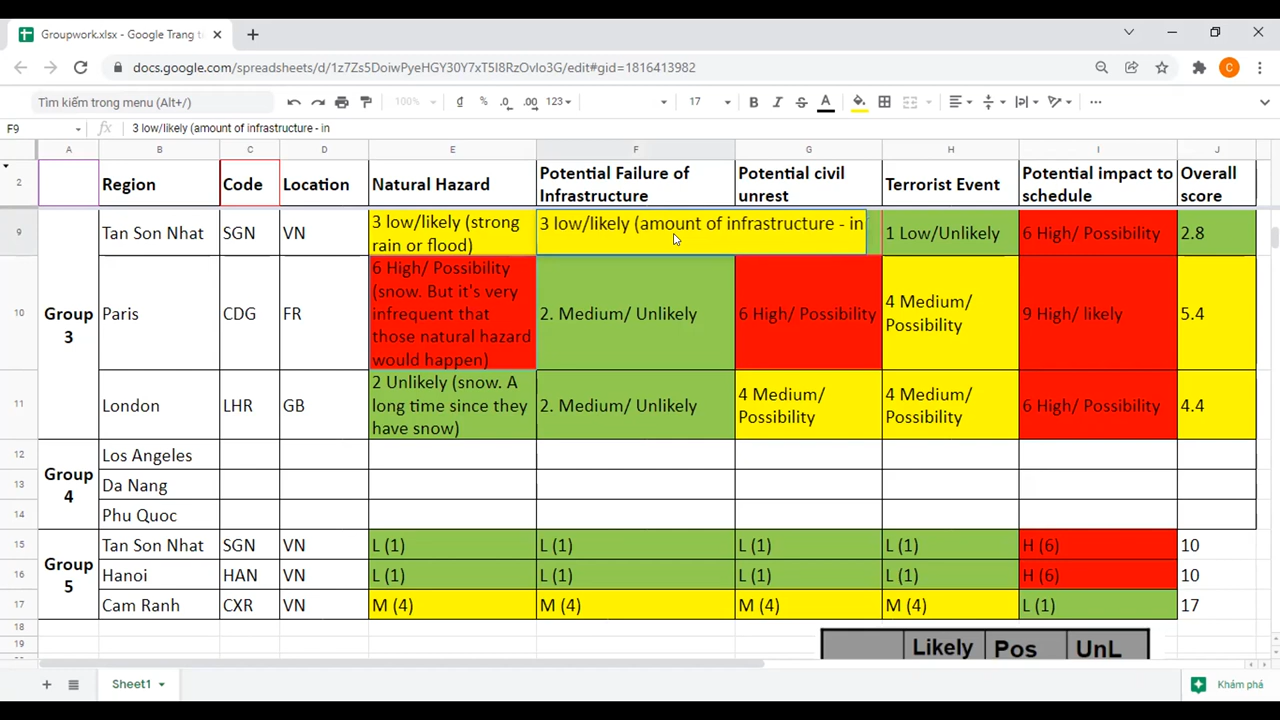 Groupwork.xlsx - Google Trang t
docs.google.com/spreadsheets/d/1z7Zs5DoiwPyeHGY30Y7xT5I8RzOvlo3G/edit#gid=1816413982
C
Tìm kiếm trong menu (Alt+/)
100%
₫
%
.0
.00
123
17
B
I
S
A
F9
fx
3 low/likely (amount of infrastructure - in
A B C D E F G H I J
2
Region
Code
Location
Natural Hazard
Potential Failure of
Infrastructure
Potential civil
unrest
Terrorist Event
Potential impact to
schedule
Overall
score
9
Tan Son Nhat
SGN
VN
3 low/likely (strong
rain or flood)
3 low/likely (amount of infrastructure - in
1 Low/Unlikely
6 High/ Possibility
2.8
Group
3
10
Paris
CDG
FR
6 High/ Possibility
(snow. But it's very
infrequent that
those natural hazard
would happen)
2. Medium/ Unlikely
6 High/ Possibility
4 Medium/
Possibility
9 High/ likely
5.4
11
London
LHR
GB
2 Unlikely (snow. A
long time since they
have snow)
2. Medium/ Unlikely
4 Medium/
Possibility
4 Medium/
Possibility
6 High/ Possibility
4.4
Group
4
12
Los Angeles
13
Da Nang
14
Phu Quoc
Group
5
15
Tan Son Nhat
SGN
VN
L (1)
L (1)
L (1)
L (1)
H (6)
10
16
Hanoi
HAN
VN
L (1)
L (1)
L (1)
L (1)
H (6)
10
17
Cam Ranh
CXR
VN
M (4)
M (4)
M (4)
M (4)
L (1)
17
18
19
Likely
Pos
UnL
Sheet1
Khám phá